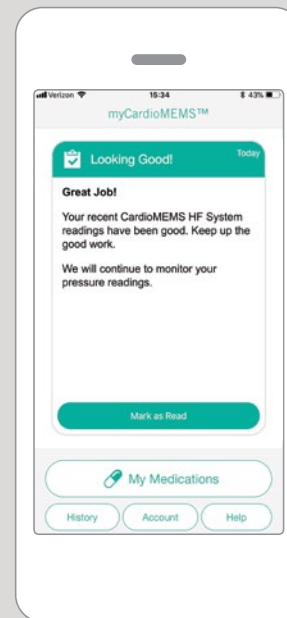 Verizon 15:34 43%
myCardioMEMS™
Looking Good! Today
Great Job!
Your recent CardioMEMS HF System
readings have been good. Keep up the
good work.
We will continue to monitor your
pressure readings.
Mark as Read
My Medications
History Account Help